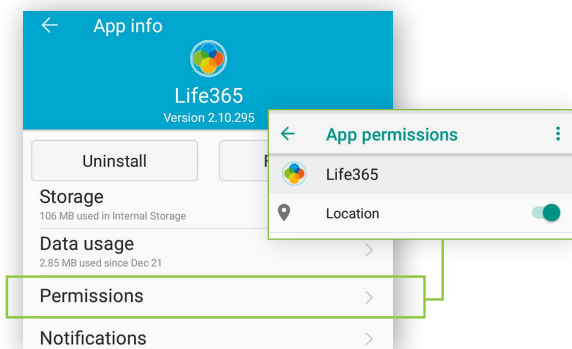 App info
Life365
Version 2.10.295
Uninstall
Storage
106 MB used in Internal Storage
Data usage
2.85 MB used since Dec 21
Permissions
Notifications
App permissions
Life365
Location